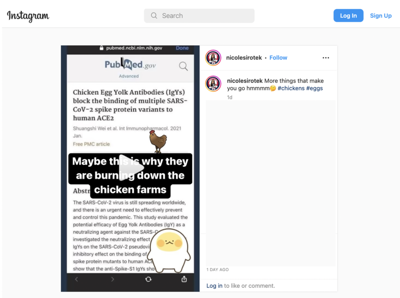 Instagram
Search
Log In
Sign Up
pubmed.ncbi.nlm.nih.gov
Done
PubMed.gov
Advanced
Chicken Egg Yolk Antibodies (IgYs)
block the binding of multiple SARS-
CoV-2 spike protein variants to
human ACE2
Shuangshi Wei et al. Int Immunopharmacol. 2021
Jan.
Free PMC article
Maybe this is why they
are burning down the
chicken farms
Abst
The SARS-CoV-2 virus is still spreading worldwide,
and there is an urgent need to effectively prevent
and control this pandemic. This study evaluated the
potential efficacy of Egg Yolk Antibodies (IgY) as a
neutralizing agent against the SARS-
investigated the neutralizing effect
IgYs on the SARS-CoV-2 pseudo
inhibitory effect on the binding of
spike protein mutants to human A
show that the anti-Spike-S1 IgYs sh
nicolesirotek • Follow
nicolesirotek More things that make
you go hmmmm🤔 #chickens #eggs
1d
1 DAY AGO
Log in to like or comment.